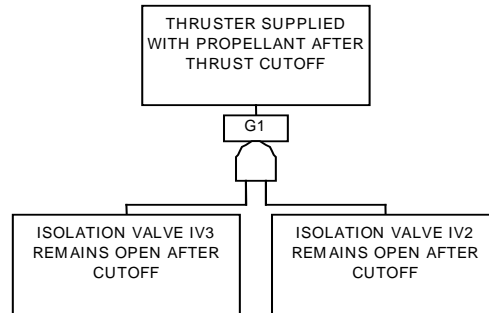 THRUSTER SUPPLIED
WITH PROPELLANT AFTER
THRUST CUTOFF
G1
ISOLATION VALVE IV3
REMAINS OPEN AFTER
CUTOFF
ISOLATION VALVE IV2
REMAINS OPEN AFTER
CUTOFF